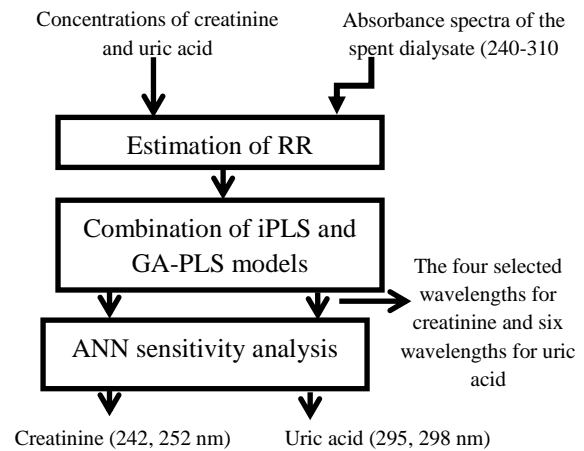 Concentrations of creatinine
and uric acid
Absorbance spectra of the
spent dialysate (240-310
Estimation of RR
Combination of iPLS and
GA-PLS models
The four selected
wavelengths for
creatinine and six
wavelengths for uric
acid
ANN sensitivity analysis
Creatinine (242, 252 nm)
Uric acid (295, 298 nm)